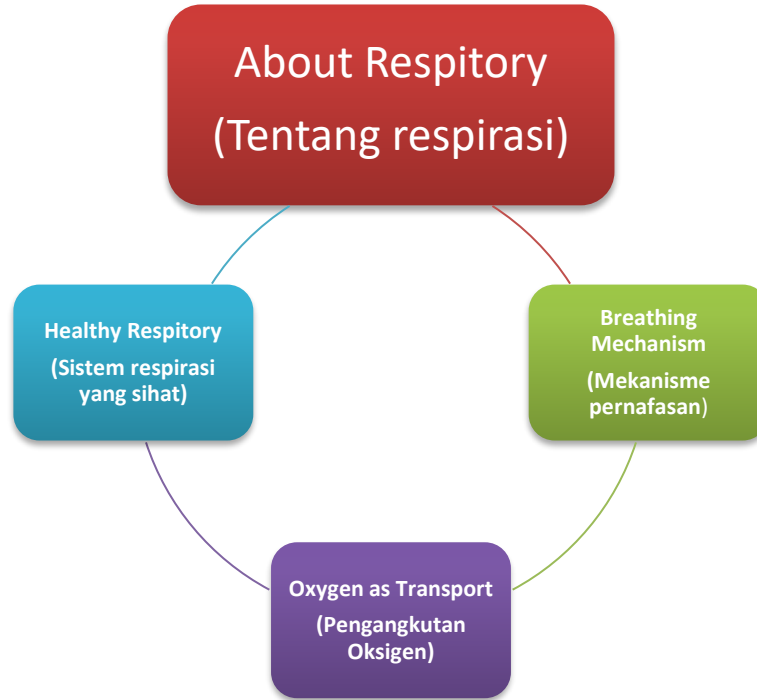 About Respitory
(Tentang respirasi)
Healthy Respitory
(Sistem respirasi
yang sihat)
Breathing
Mechanism
(Mekanisme
pernafasan)
Oxygen as Transport
(Pengangkutan
Oksigen)